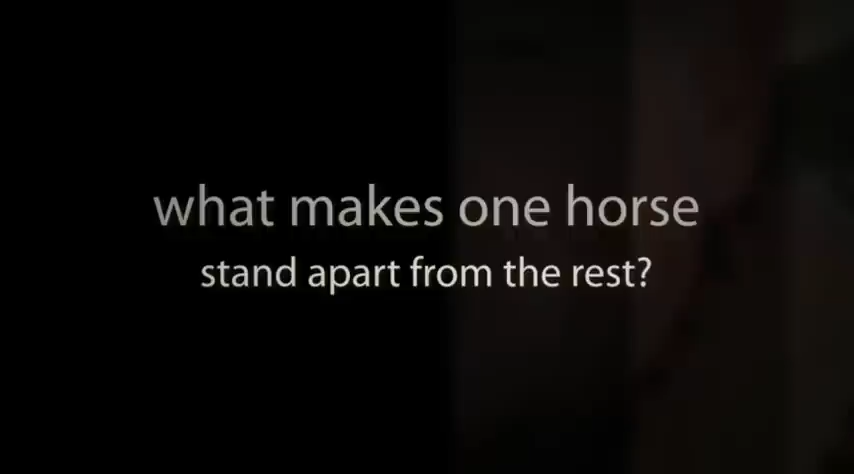 what makes one horse
stand apart from the rest?